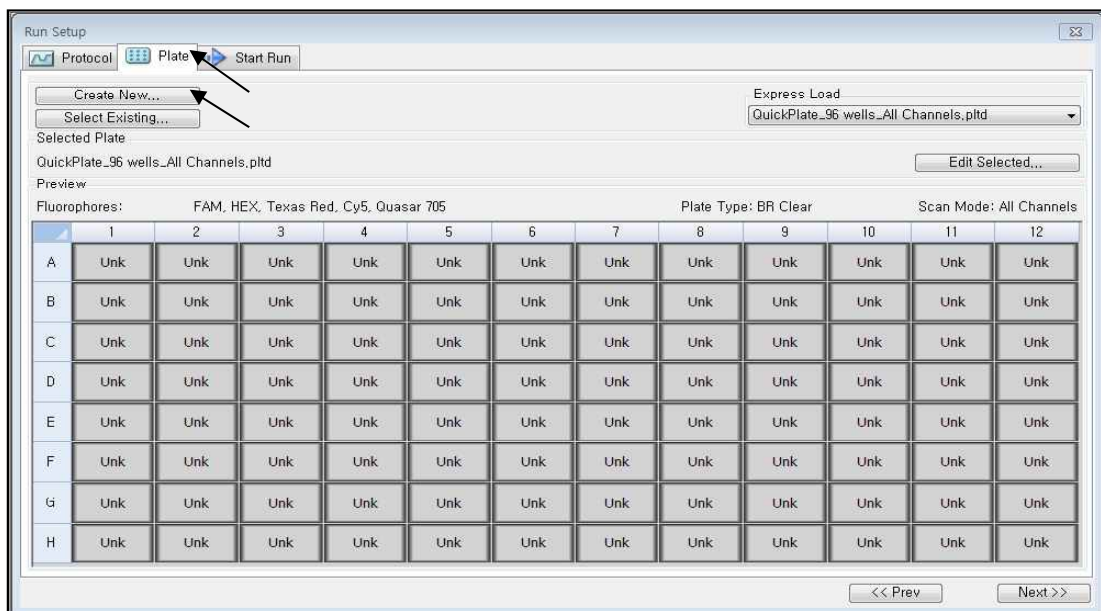 Run Setup
Protocol Plate Start Run
Create New...
Express Load
Select Existing...
QuickPlate_96 wells_All Channels.pltd
Selected Plate
QuickPlate_96 wells_All Channels.pltd
Edit Selected...
Preview
Fluorophores: FAM, HEX, Texas Red, Cy5, Quasar 705 Plate Type: BR Clear Scan Mode: All Channels
1 2 3 4 5 6 7 8 9 10 11 12
A Unk Unk Unk Unk Unk Unk Unk Unk Unk Unk Unk Unk
B Unk Unk Unk Unk Unk Unk Unk Unk Unk Unk Unk Unk
C Unk Unk Unk Unk Unk Unk Unk Unk Unk Unk Unk Unk
D Unk Unk Unk Unk Unk Unk Unk Unk Unk Unk Unk Unk
E Unk Unk Unk Unk Unk Unk Unk Unk Unk Unk Unk Unk
F Unk Unk Unk Unk Unk Unk Unk Unk Unk Unk Unk Unk
G Unk Unk Unk Unk Unk Unk Unk Unk Unk Unk Unk Unk
H Unk Unk Unk Unk Unk Unk Unk Unk Unk Unk Unk Unk
<< Prev Next >>